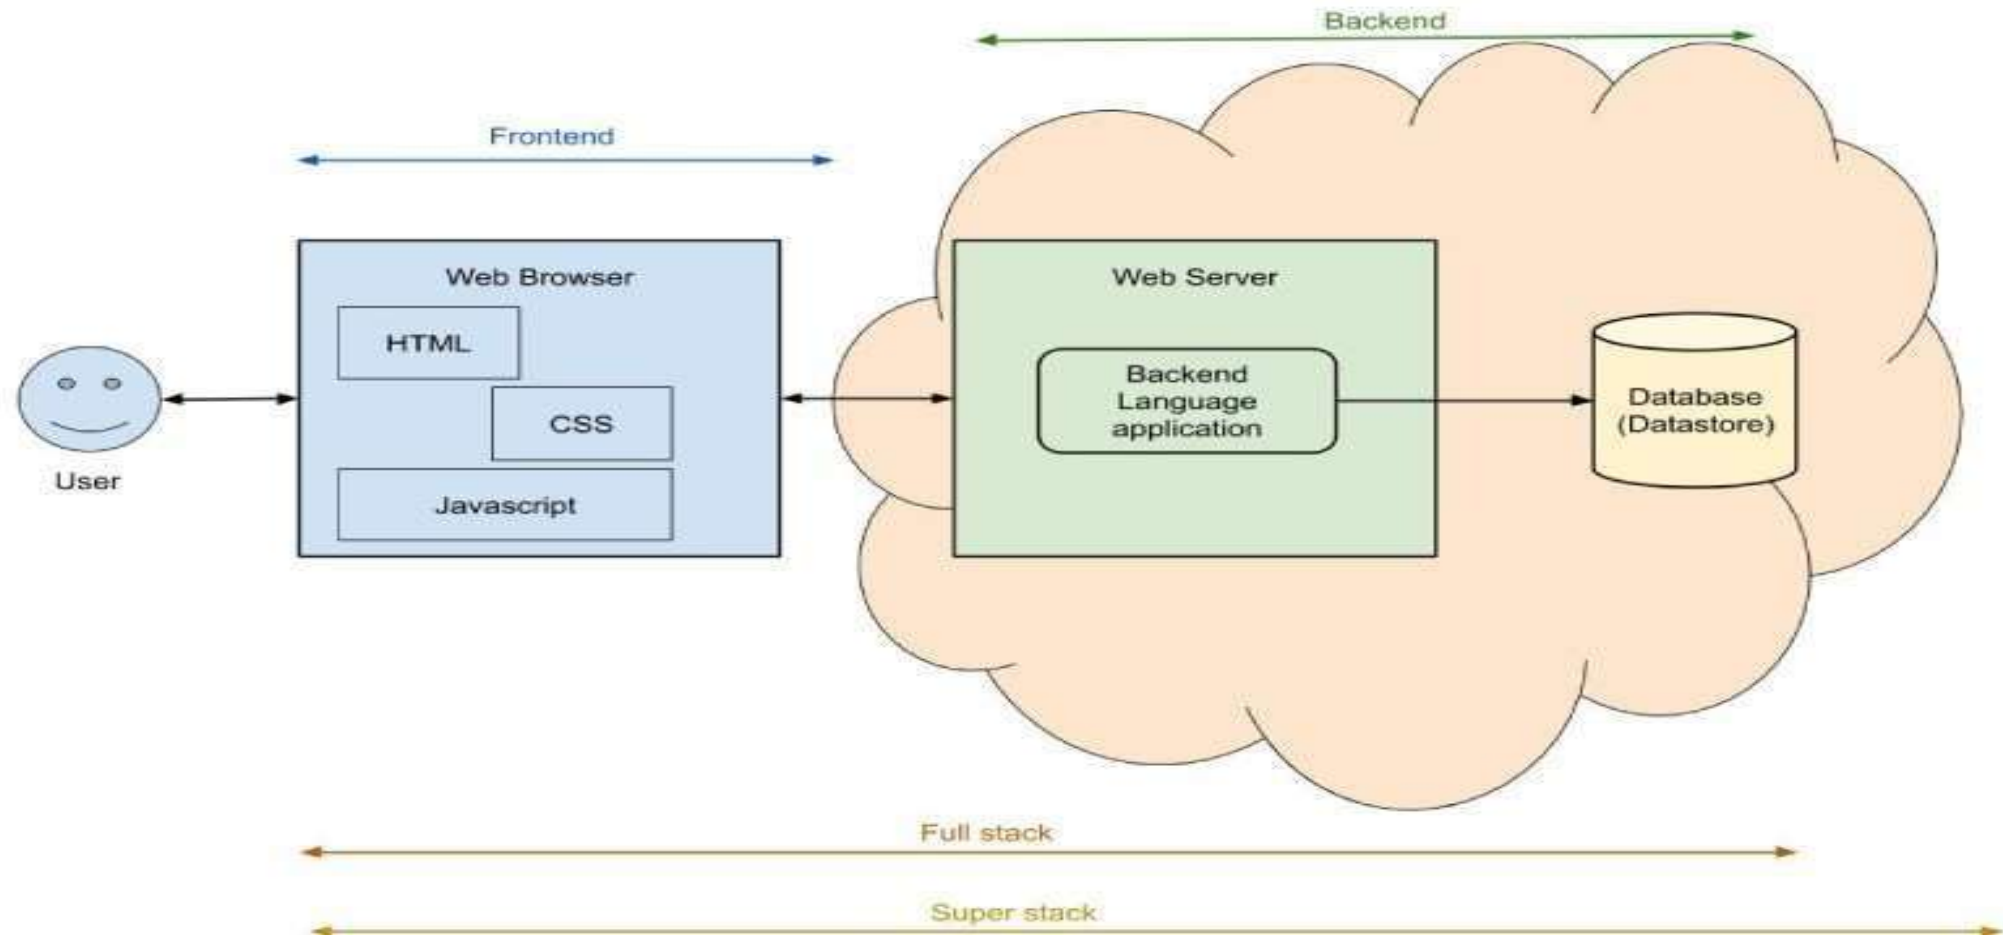 Backend
Frontend
Web Browser
HTML
CSS
Javascript
User
Web Server
Backend
Language
application
Database
(Datastore)
Full stack
Super stack